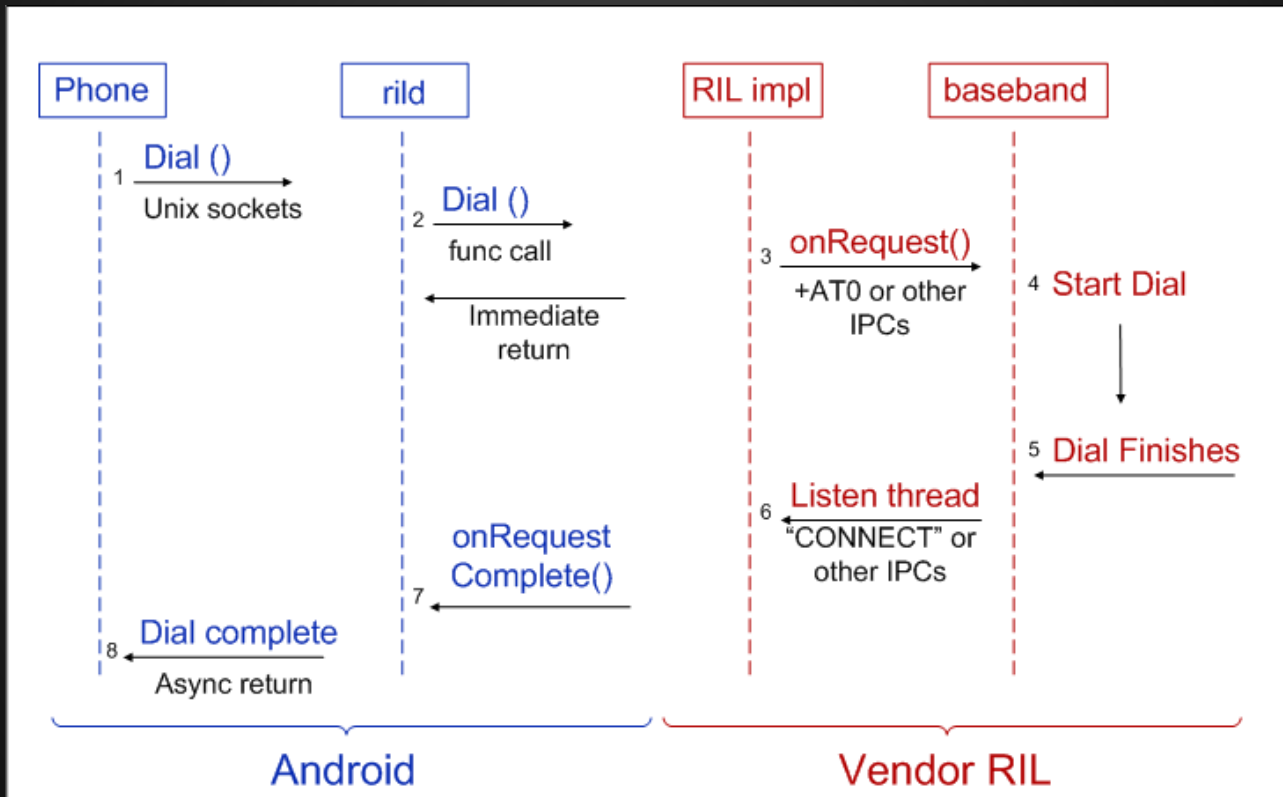 Phone
rild
RIL impl
baseband
1
Dial ()
Unix sockets
2
Dial ()
func call
Immediate
return
3
onRequest()
+AT0 or other
IPCs
4
Start Dial
5
Dial Finishes
6
Listen thread
“CONNECT” or
other IPCs
7
onRequest
Complete()
8
Dial complete
Async return
Android
Vendor RIL